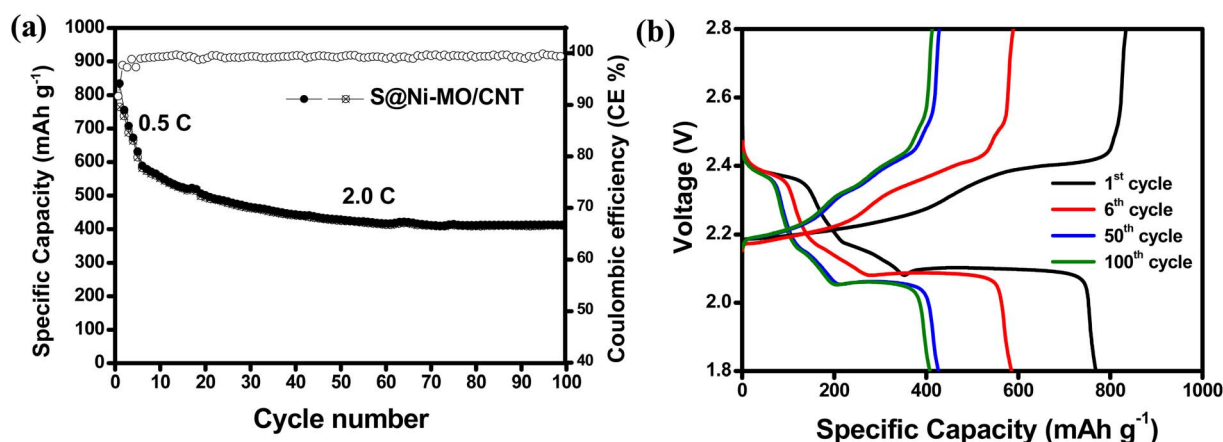 (a)
1000
900
800
700
600
500
400
300
200
100
0
Specific Capacity (mAh g⁻¹)
0.5 C
S@Ni-MO/CNT
2.0 C
100
90
80
70
60
50
40
Coulombic efficiency (CE %)
0 10 20 30 40 50 60 70 80 90 100
Cycle number
(b)
2.8
2.6
2.4
2.2
2.0
1.8
Voltage (V)
1ˢᵗ cycle
6ᵗʰ cycle
50ᵗʰ cycle
100ᵗʰ cycle
0 200 400 600 800 1000
Specific Capacity (mAh g⁻¹)